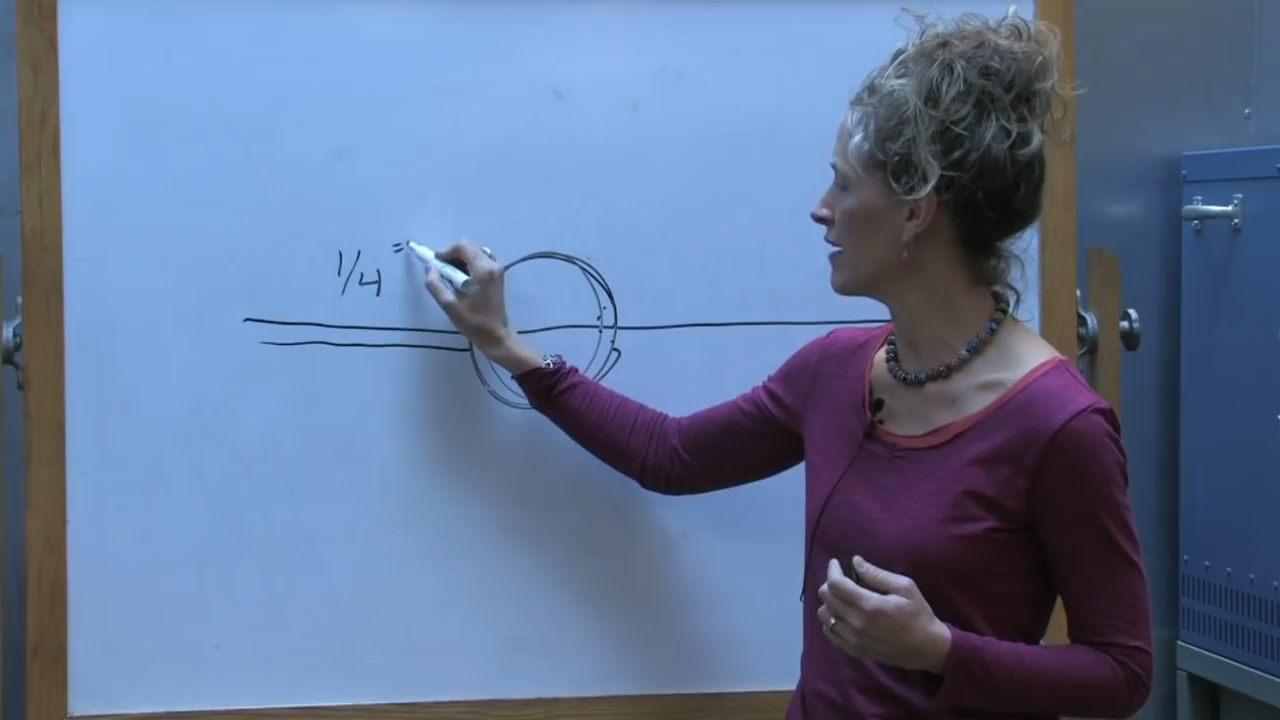 1/4 =